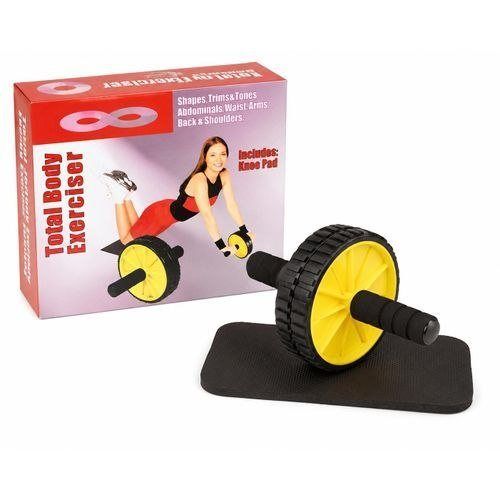 Total Body
Exerciser
Shapes, Trims & Tones
Abdominals, Waist, Arms,
Back & Shoulders.
Includes:
Knee Pad